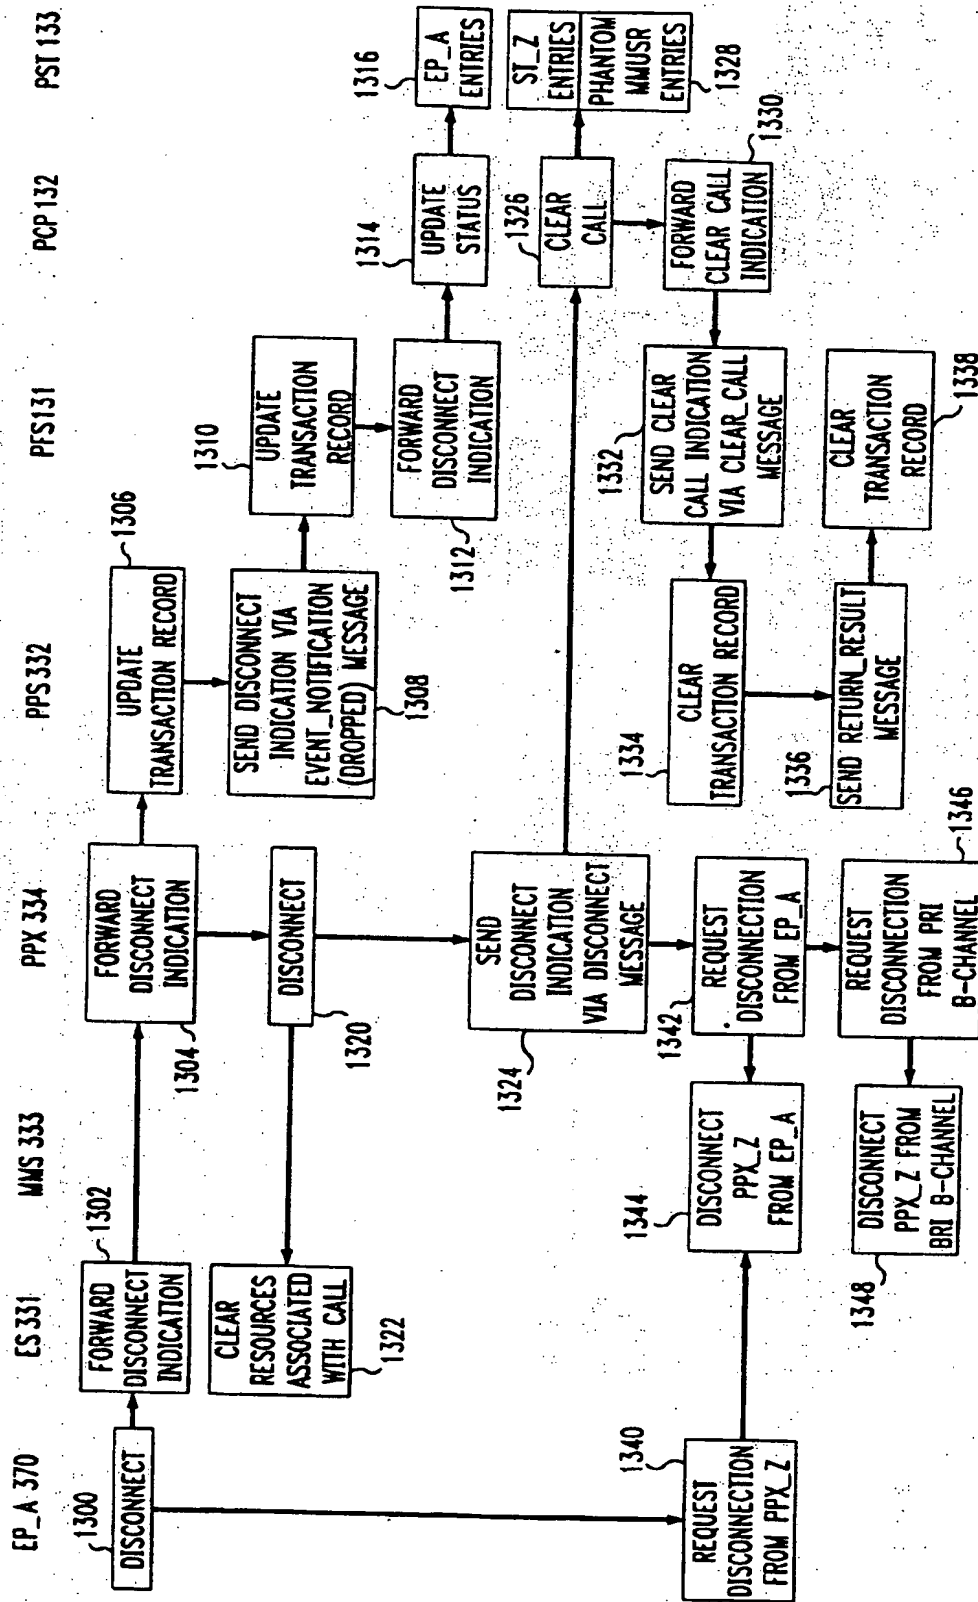 EP_A 370
ES 331
MMS 333
PPX 334
PPS 332
PFS131
PCP 132
PST 133
1300
DISCONNECT
1302
FORWARD
DISCONNECT
INDICATION
FORWARD
DISCONNECT
INDICATION
1304
1306
UPDATE
TRANSACTION RECORD
SEND DISCONNECT
INDICATION VIA
EVENT_NOTIFICATION
(DROPPED) MESSAGE
1308
1310
UPDATE
TRANSACTION
RECORD
FORWARD
DISCONNECT
INDICATION
1312
1314
UPDATE
STATUS
1316
EP_A
ENTRIES
CLEAR
RESOURCES
ASSOCIATED
WITH CALL
1322
DISCONNECT
1320
SEND
DISCONNECT
INDICATION
VIA DISCONNECT
MESSAGE
1324
1326
CLEAR
CALL
ST_Z
ENTRIES
PHANTOM
MMUSR
ENTRIES
1328
FORWARD
CLEAR CALL
INDICATION
1330
1332
SEND CLEAR
CALL INDICATION
VIA CLEAR_CALL
MESSAGE
CLEAR
TRANSACTION RECORD
1334
1336
SEND RETURN_RESULT
MESSAGE
CLEAR
TRANSACTION
RECORD
1338
1340
REQUEST
DISCONNECTION
FROM PPX_Z
1342
REQUEST
DISCONNECTION
FROM EP_A
1344
DISCONNECT
PPX_Z
FROM EP_A
REQUEST
DISCONNECTION
FROM PRI
B-CHANNEL
1346
DISCONNECT
PPX_Z FROM
BRI B-CHANNEL
1348